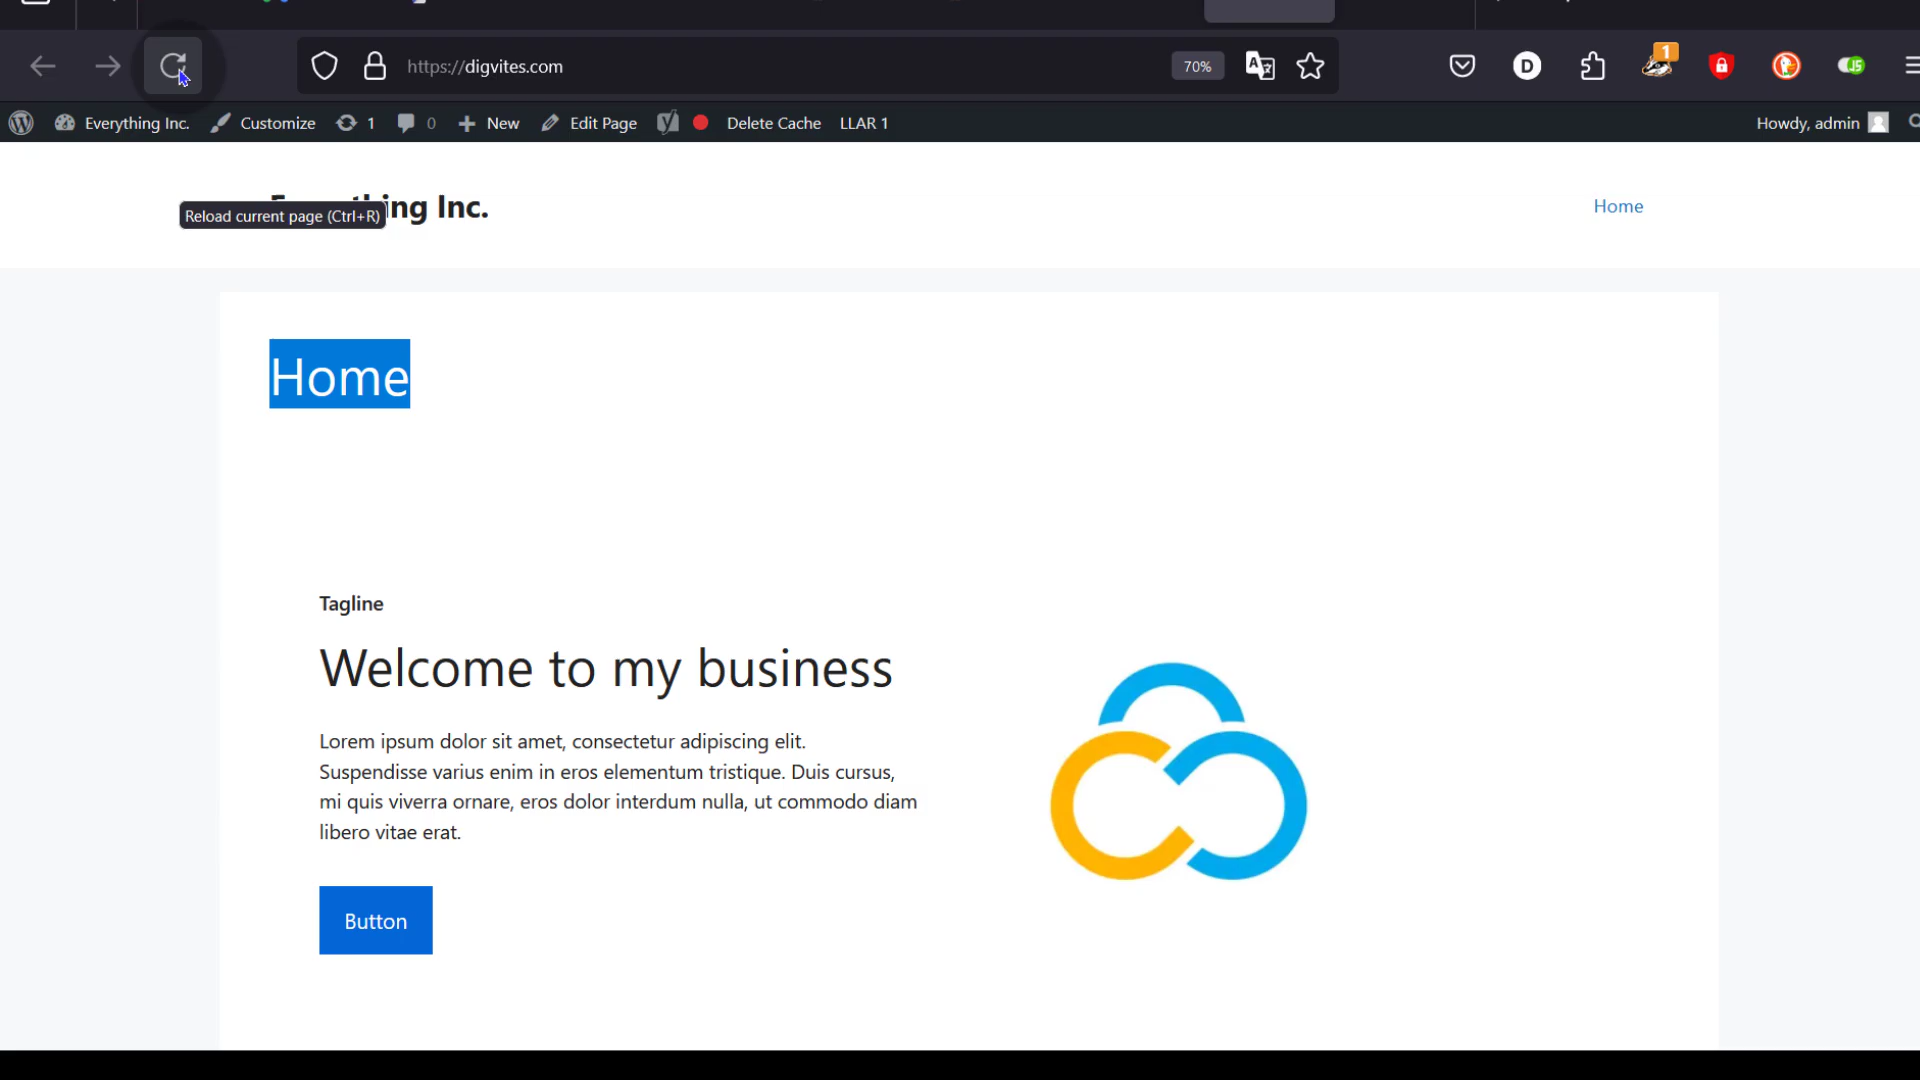 https://digvites.com
70%
1
D
JS
Everything Inc.
Customize
1
0
New
Edit Page
Delete Cache
LLAR 1
Howdy, admin
Reload current page (Ctrl+R)
ing Inc.
Home
Home
Tagline
Welcome to my business
Lorem ipsum dolor sit amet, consectetur adipiscing elit.
Suspendisse varius enim in eros elementum tristique. Duis cursus,
mi quis viverra ornare, eros dolor interdum nulla, ut commodo diam
libero vitae erat.
Button